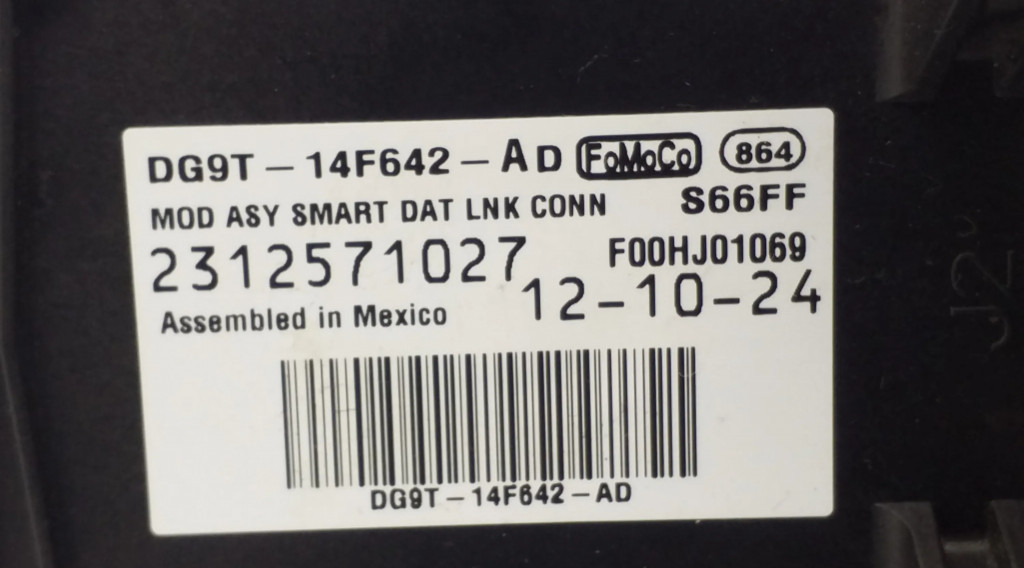 DG9T-14F642-AD FoMoCo 864
MOD ASY SMART DAT LNK CONN S66FF
2312571027 F00HJ01069
Assembled in Mexico 12-10-24
DG9T-14F642-AD
J2